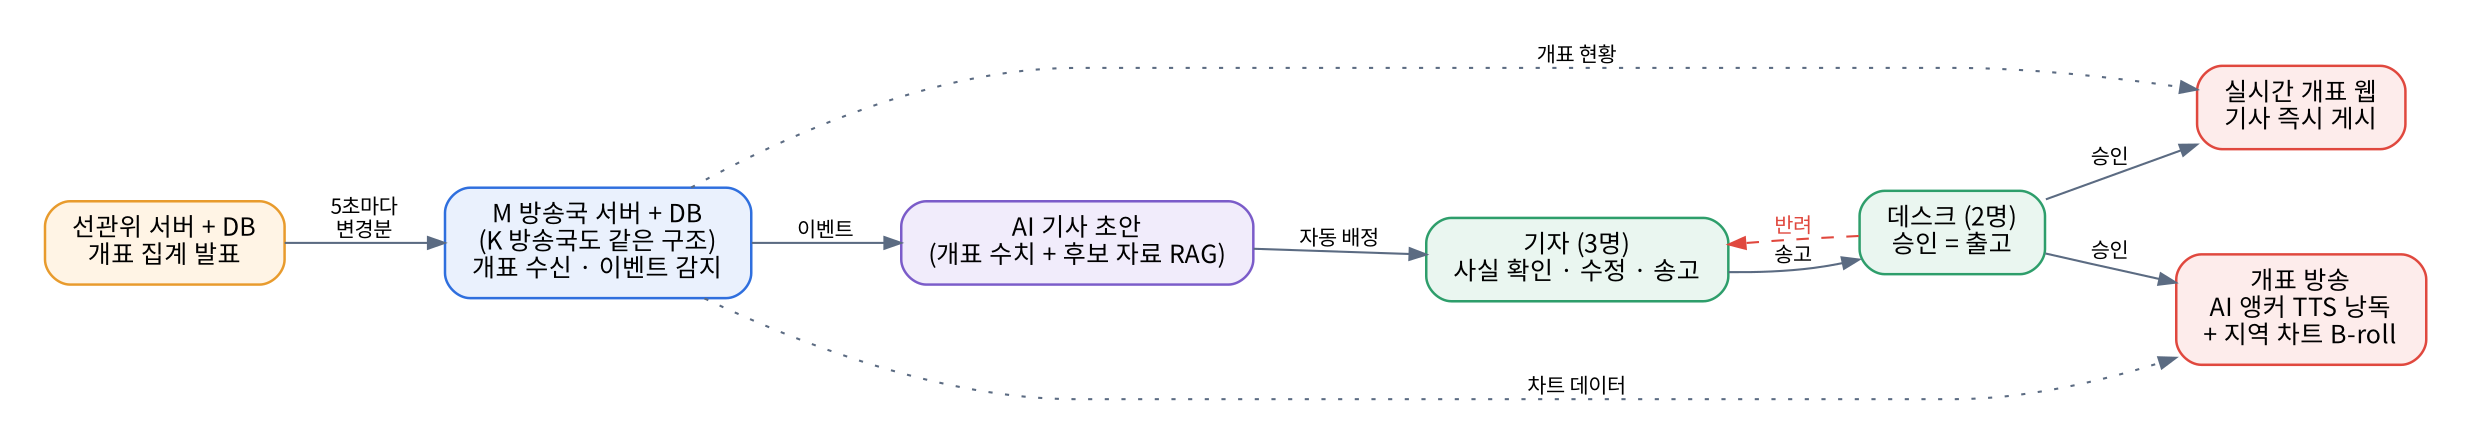 개표 현황
실시간 개표 웹
기사 즉시 게시
선관위 서버 + DB
개표 집계 발표
5초마다
변경분
M 방송국 서버 + DB
(K 방송국도 같은 구조)
개표 수신 · 이벤트 감지
이벤트
AI 기사 초안
(개표 수치 + 후보 자료 RAG)
자동 배정
기자 (3명)
사실 확인 · 수정 · 송고
반려
송고
데스크 (2명)
승인 = 출고
승인
승인
개표 방송
AI 앵커 TTS 낭독
+ 지역 차트 B-roll
차트 데이터